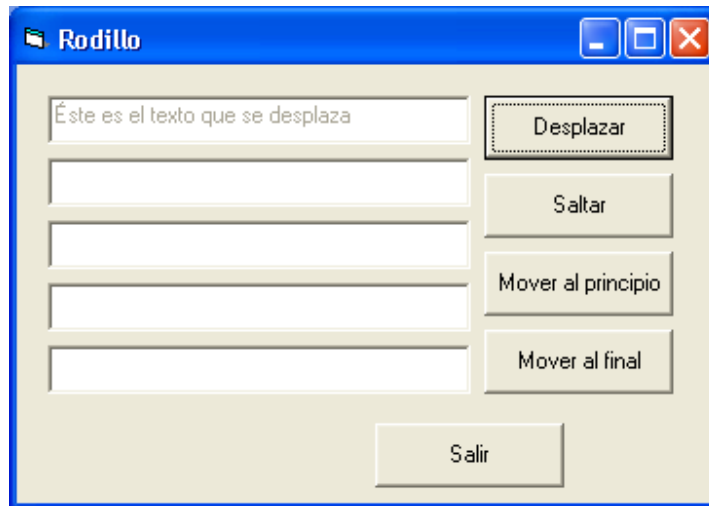 Rodillo
Éste es el texto que se desplaza
Desplazar
Saltar
Mover al principio
Mover al final
Salir